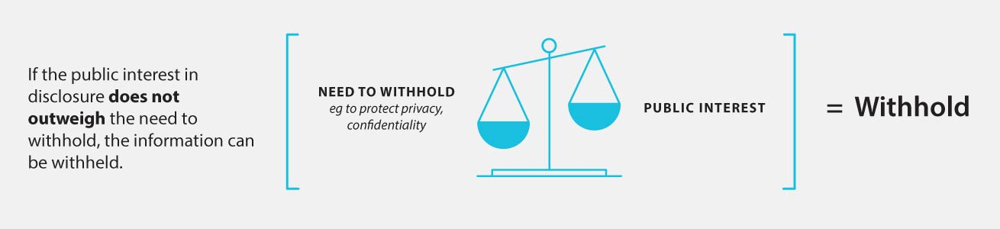 If the public interest in
disclosure does not
outweigh the need to
withhold, the information can
be withheld.
NEED TO WITHHOLD
eg to protect privacy,
confidentiality
PUBLIC INTEREST
= Withhold